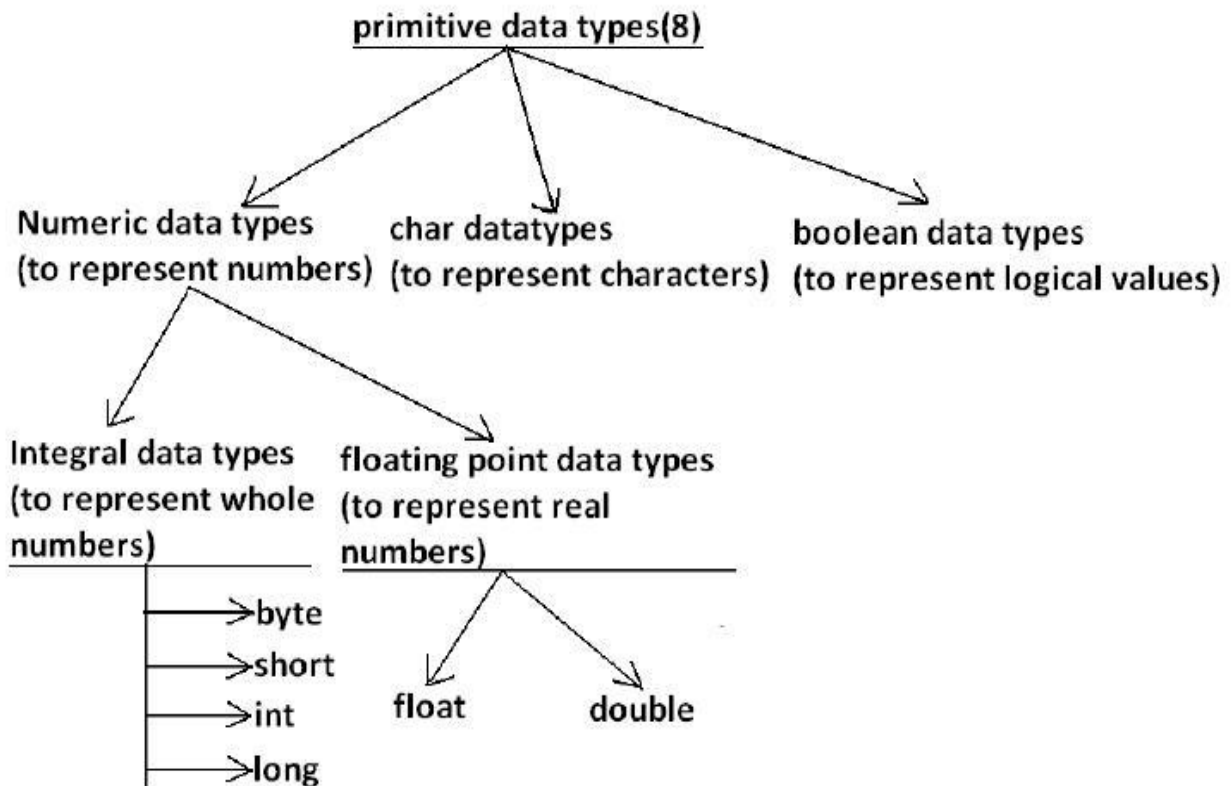 primitive data types(8)
Numeric data types
(to represent numbers)
char datatypes
(to represent characters)
boolean data types
(to represent logical values)
Integral data types
(to represent whole
numbers)
floating point data types
(to represent real
numbers)
byte
short
int
long
float
double